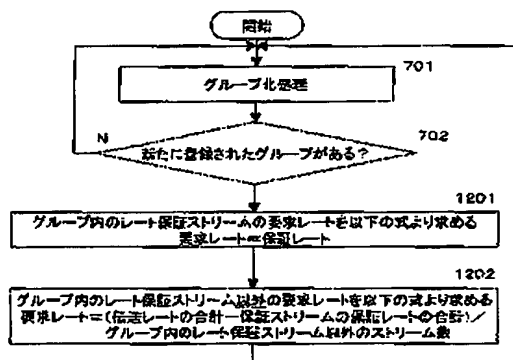 開始
701
グループ化処理
702
N
新たに登録されたグループがある?
1201
グループ内のレート保証ストリームの要求レートを以下の式より求める
要求レート=保証レート
1202
グループ内のレート保証ストリーム以外の要求レートを以下の式より求める
要求レート=(伝送レートの合計-保証ストリームの保証レートの合計)/
グループ内のレート保証ストリーム以外のストリーム数